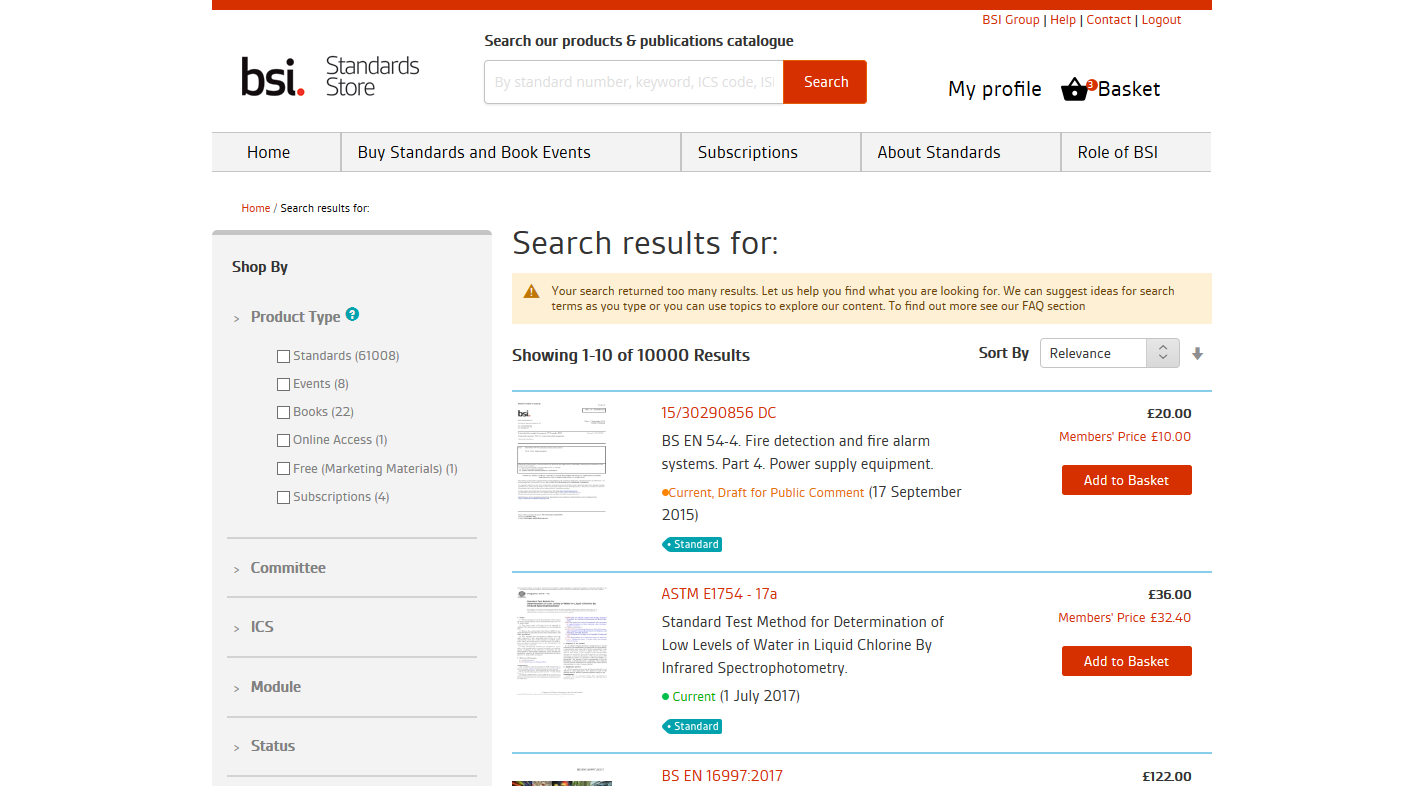 BSI Group | Help | Contact | Logout
Search our products & publications catalogue
bsi. Standards Store
By standard number, keyword, ICS code, ISI
Search
My profile
3
Basket
Home
Buy Standards and Book Events
Subscriptions
About Standards
Role of BSI
Home / Search results for:
Shop By
> Product Type ?
Standards (61008)
Events (8)
Books (22)
Online Access (1)
Free (Marketing Materials) (1)
Subscriptions (4)
> Committee
> ICS
> Module
> Status
Search results for:
Your search returned too many results. Let us help you find what you are looking for. We can suggest ideas for search
terms as you type or you can use topics to explore our content. To find out more see our FAQ section
Showing 1-10 of 10000 Results
Sort By
Relevance
bsi.
15/30290856 DC
£20.00
Members' Price £10.00
BS EN 54-4. Fire detection and fire alarm
systems. Part 4. Power supply equipment.
Add to Basket
Current, Draft for Public Comment (17 September
2015)
Standard
ASTM E1754 - 17a
£36.00
Members' Price £32.40
Standard Test Method for Determination of
Low Levels of Water in Liquid Chlorine By
Infrared Spectrophotometry.
Add to Basket
Current (1 July 2017)
Standard
BS EN 16997:2017
£122.00